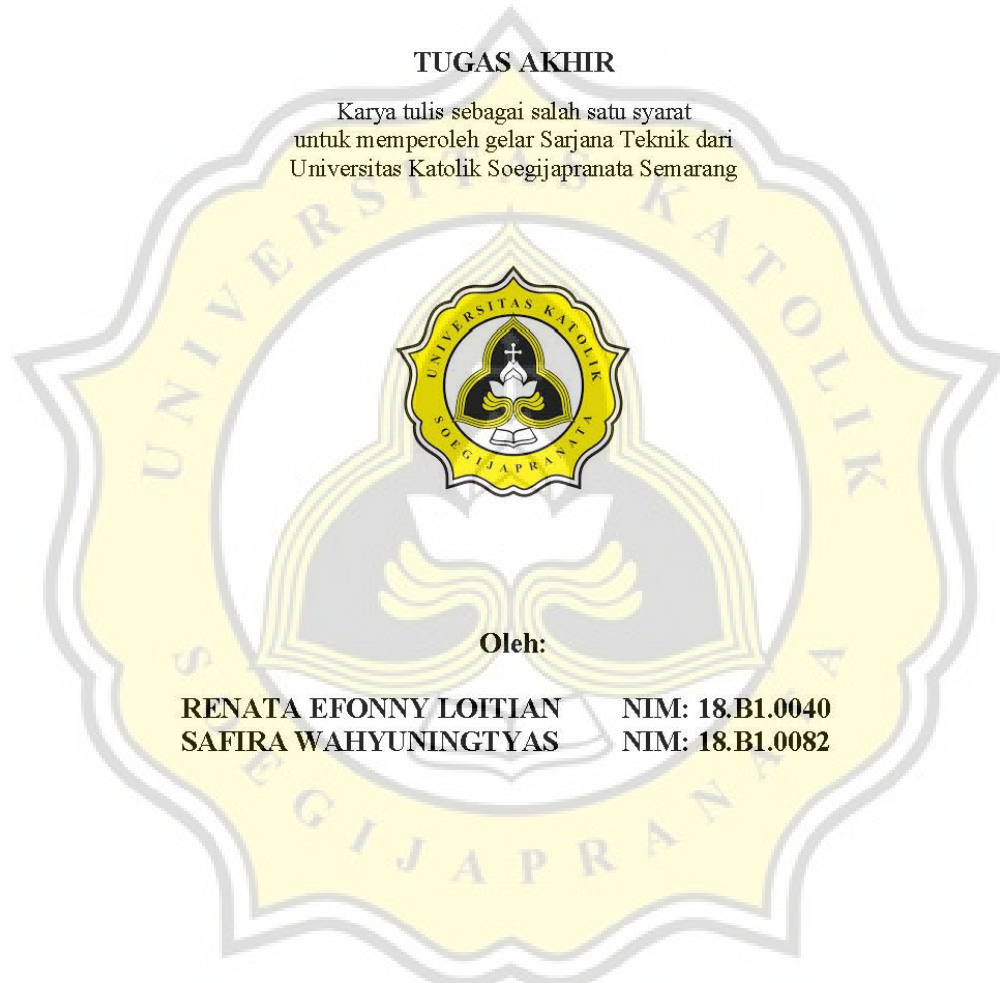 TUGAS AKHIR
Karya tulis sebagai salah satu syarat
untuk memperoleh gelar Sarjana Teknik dari
Universitas Katolik Soegijapranata Semarang
UNIVERSITAS KATOLIK
SOEGIJAPRANATA
UNIVERSITAS KATOLIK
SOEGIJAPRANATA
Oleh:
RENATA EFONNY LOITIAN NIM: 18.B1.0040
SAFIRA WAHYUNINGTYAS NIM: 18.B1.0082